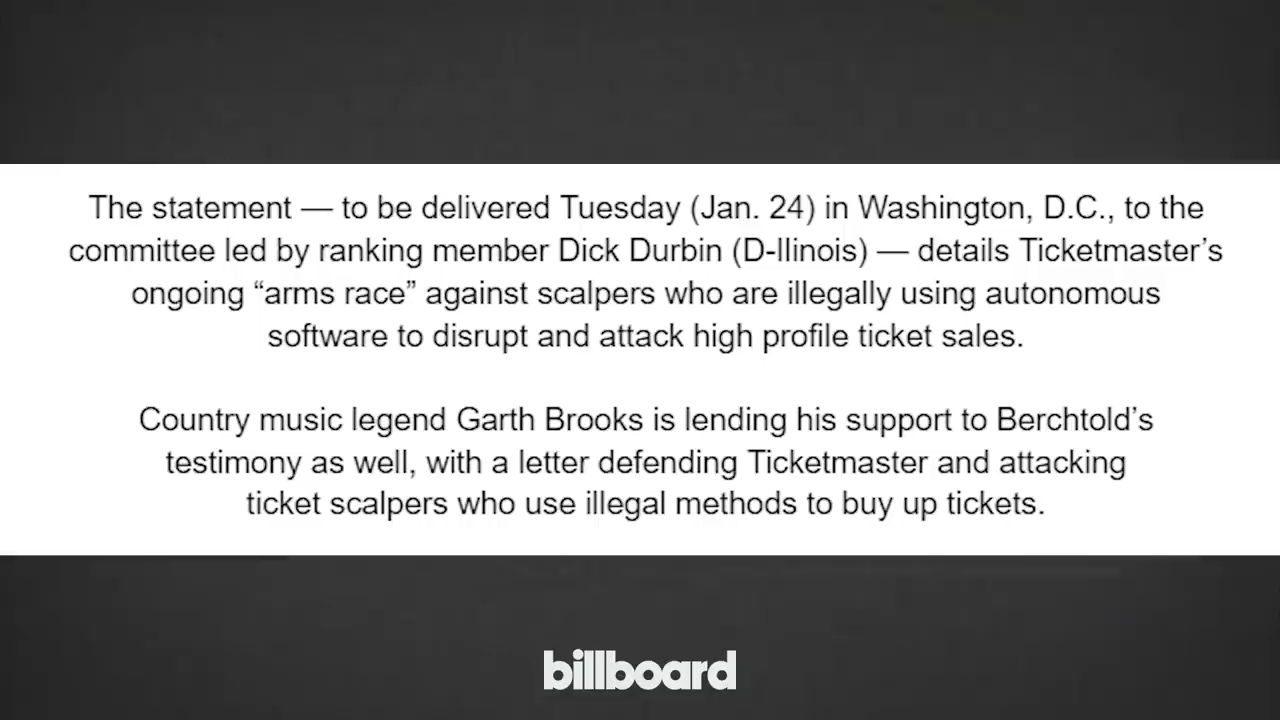 The statement — to be delivered Tuesday (Jan. 24) in Washington, D.C., to the
committee led by ranking member Dick Durbin (D-Ilinois) — details Ticketmaster’s
ongoing “arms race” against scalpers who are illegally using autonomous
software to disrupt and attack high profile ticket sales.
Country music legend Garth Brooks is lending his support to Berchtold’s
testimony as well, with a letter defending Ticketmaster and attacking
ticket scalpers who use illegal methods to buy up tickets.
billboard